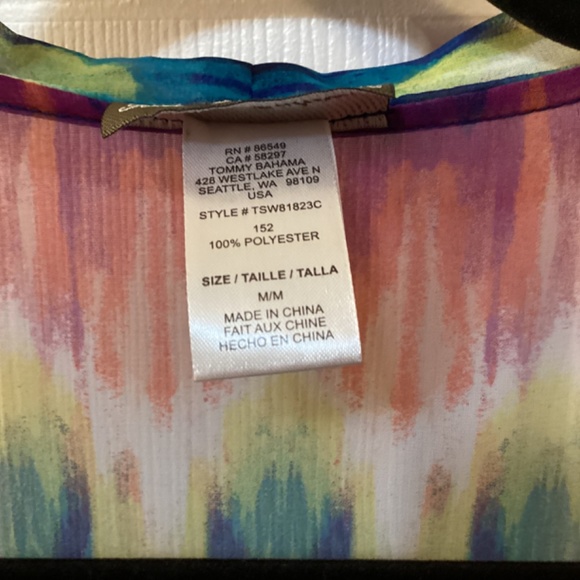 RN # 86549
CA # 58297
TOMMY BAHAMA
428 WESTLAKE AVE N
SEATTLE, WA 98109
USA
STYLE # TSW81823C
152
100% POLYESTER
SIZE / TAILLE / TALLA
M/M
MADE IN CHINA
FAIT AUX CHINE
HECHO EN CHINA